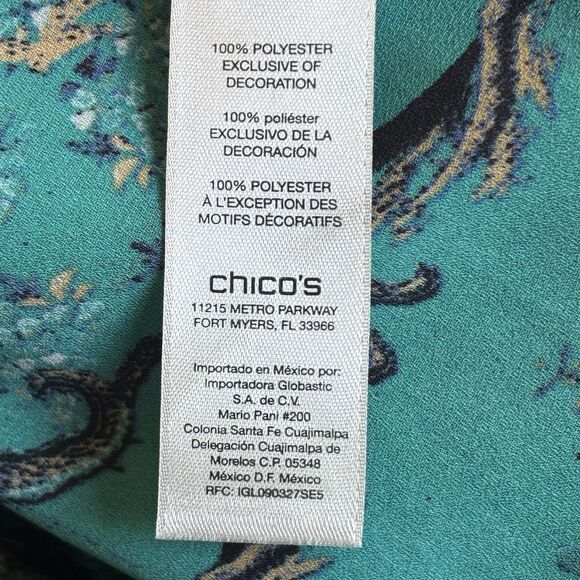 100% POLYESTER
EXCLUSIVE OF
DECORATION
100% poliéster
EXCLUSIVO DE LA
DECORACIÓN
100% POLYESTER
À L'EXCEPTION DES
MOTIFS DÉCORATIFS
chico's
11215 METRO PARKWAY
FORT MYERS, FL 33966
Importado en México por:
Importadora Globastic
S.A. de C.V.
Mario Pani #200
Colonia Santa Fe Cuajimalpa
Delegación Cuajimalpa de
Morelos C.P. 05348
México D.F. México
RFC: IGL090327SE5